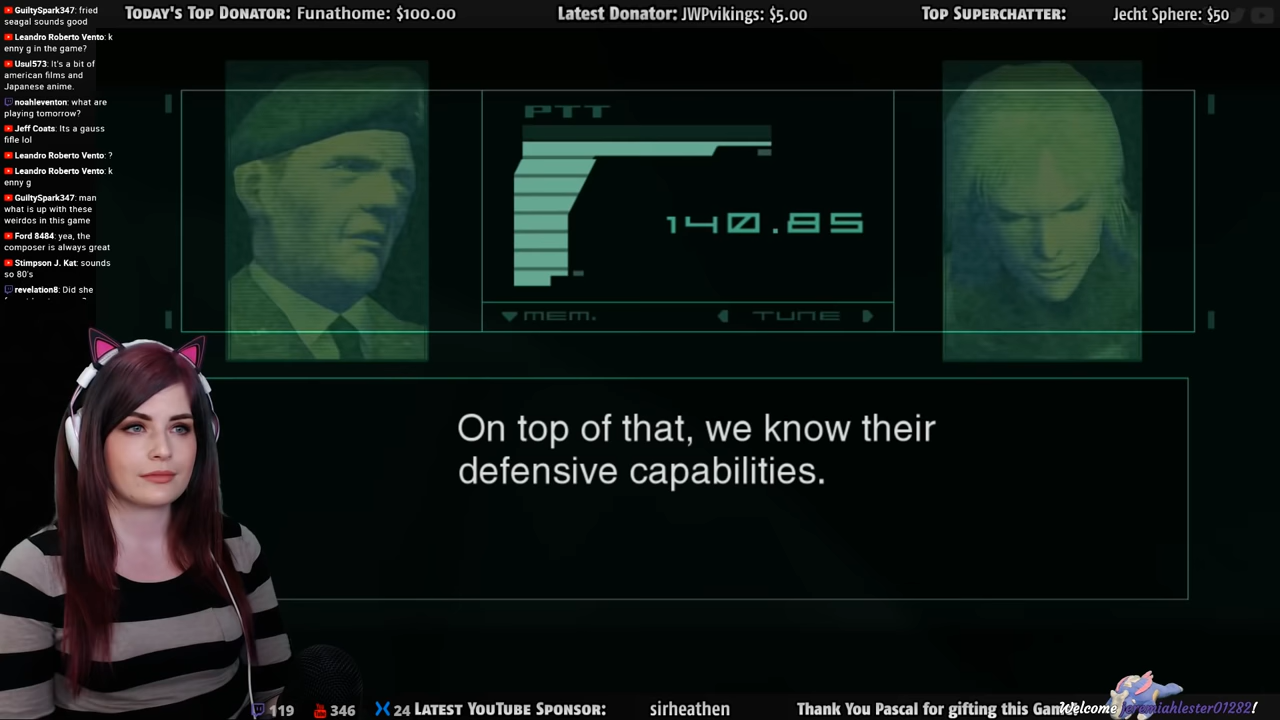 TODAY'S TOP DONATOR: Funathome: $100.00
LATEST DONATOR: JWPvikings: $5.00
TOP SUPERCHATTER:
Jecht Sphere: $50
GuiltySpark347: fried
seagel sounds good
Leandro Roberto Vento: k
enny g in the game?
Usul573: It's a bit of
american films and
Japanese anime.
noahleventon: what are
playing tomorrow?
Jeff Coats: Its a gauss
fifle lol
Leandro Roberto Vento: ?
Leandro Roberto Vento: k
enny g
GuiltySpark347: man
what is up with these
weirdos in this game
Ford 8484: yea, the
composer is always great
Stimpson J. Kat: sounds
so 80's
revelation8: Did she
PTT
140.85
MEM.
TUNE
On top of that, we know their
defensive capabilities.
119
346
24
LATEST YOUTUBE SPONSOR:
sirheathen
THANK YOU PASCAL FOR GIFTING THIS GAM
Welcome jeremiahlester01282!